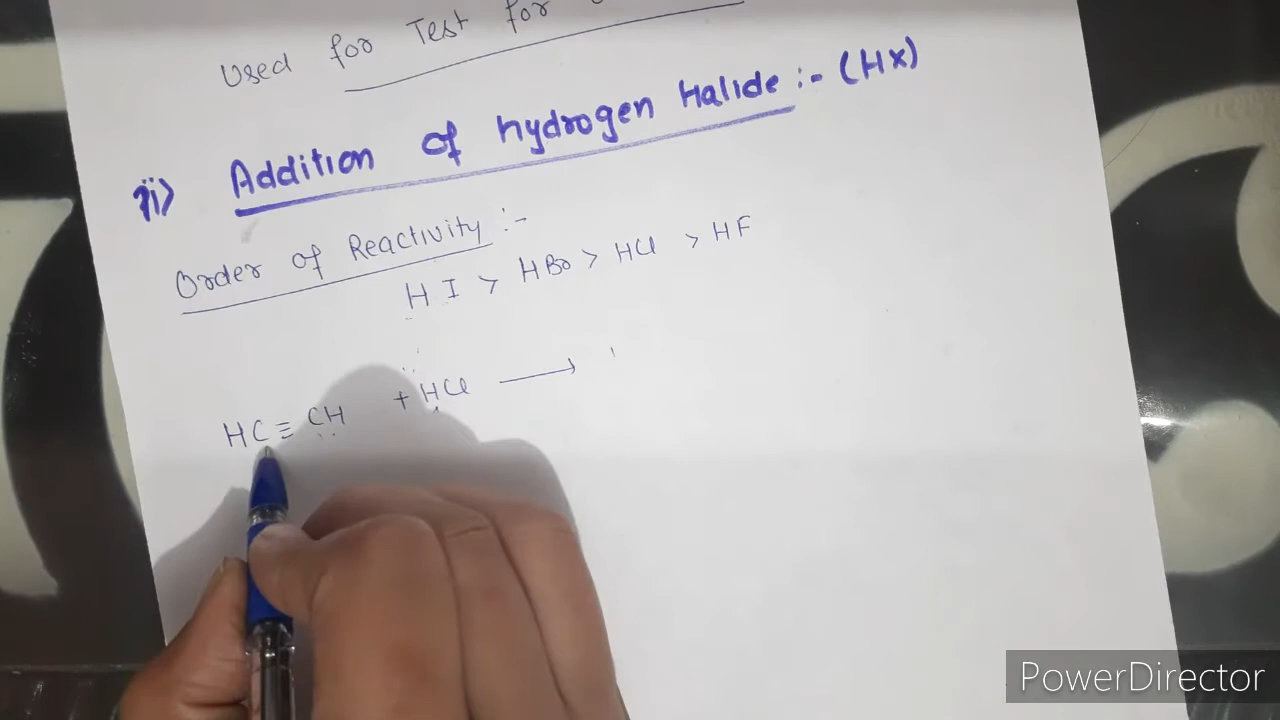 Used for Test for
ii) Addition of hydrogen Halide :- (HX)
Order of Reactivity :-
HI > HBr > HCl > HF
HC ≡ CH + HCl ⟶
PowerDirector